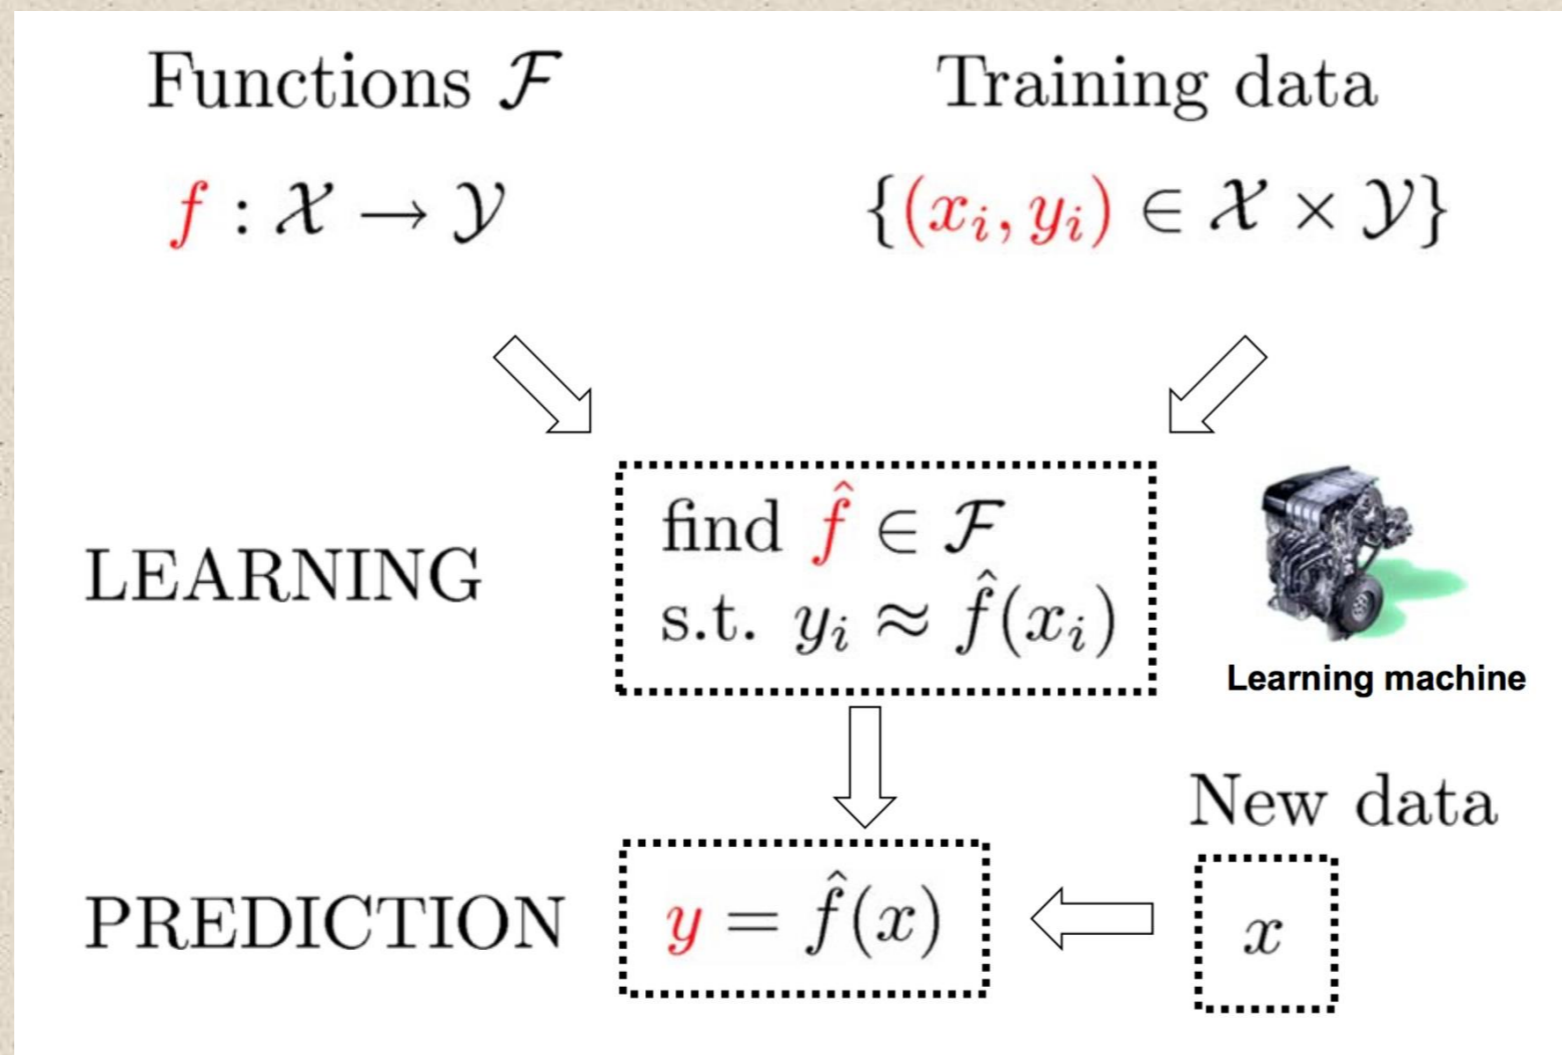 Functions ℱ
Training data
f : 𝒳 → 𝒴
{(xᵢ, yᵢ) ∈ 𝒳 × 𝒴}
LEARNING
find f̂ ∈ ℱ
s.t. yᵢ ≈ f̂(xᵢ)
Learning machine
New data
PREDICTION
y = f̂(x)
x